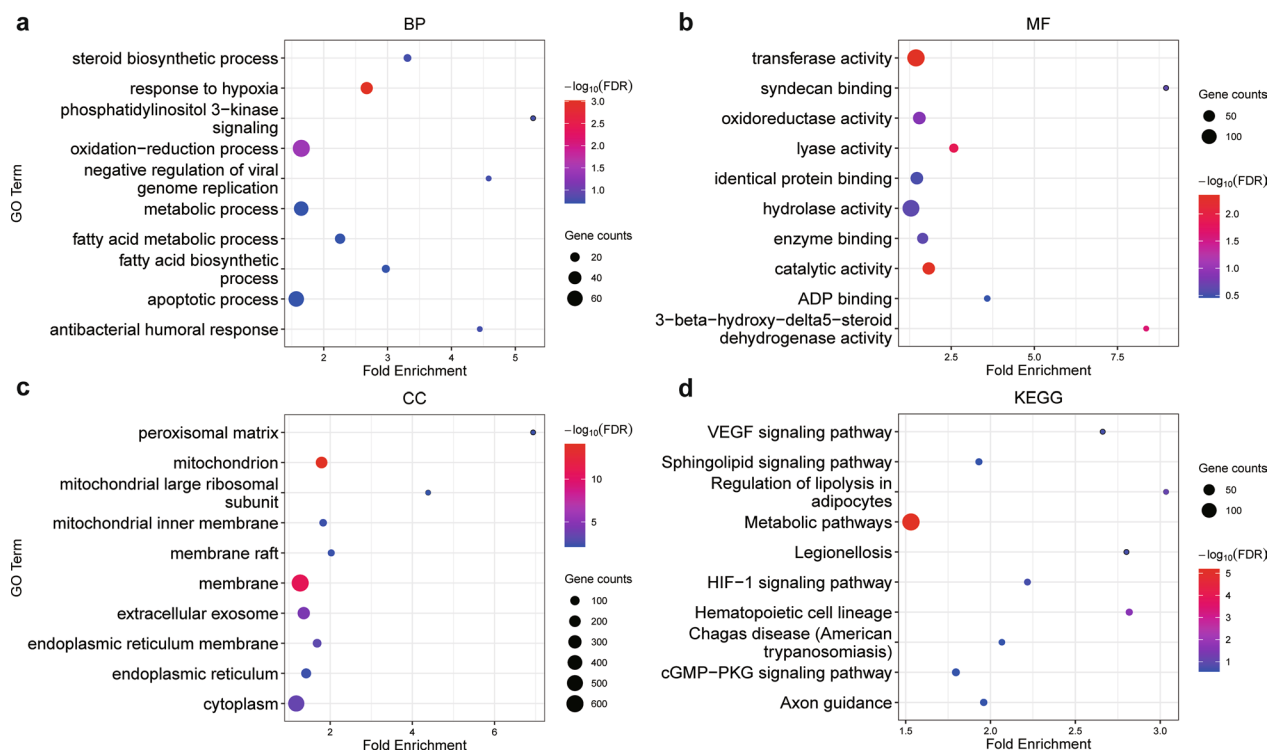 a
BP
GO Term
steroid biosynthetic process
response to hypoxia
phosphatidylinositol 3−kinase
signaling
oxidation−reduction process
negative regulation of viral
genome replication
metabolic process
fatty acid metabolic process
fatty acid biosynthetic
process
apoptotic process
antibacterial humoral response
2 3 4 5
Fold Enrichment
−log10(FDR)
3.0
2.5
2.0
1.5
1.0
Gene counts
20
40
60
b
MF
transferase activity
syndecan binding
oxidoreductase activity
lyase activity
identical protein binding
hydrolase activity
enzyme binding
catalytic activity
ADP binding
3−beta−hydroxy−delta5−steroid
dehydrogenase activity
2.5 5.0 7.5
Fold Enrichment
Gene counts
50
100
−log10(FDR)
2.0
1.5
1.0
0.5
c
CC
GO Term
peroxisomal matrix
mitochondrion
mitochondrial large ribosomal
subunit
mitochondrial inner membrane
membrane raft
membrane
extracellular exosome
endoplasmic reticulum membrane
endoplasmic reticulum
cytoplasm
2 4 6
Fold Enrichment
−log10(FDR)
10
5
Gene counts
100
200
300
400
500
600
d
KEGG
VEGF signaling pathway
Sphingolipid signaling pathway
Regulation of lipolysis in
adipocytes
Metabolic pathways
Legionellosis
HIF−1 signaling pathway
Hematopoietic cell lineage
Chagas disease (American
trypanosomiasis)
cGMP−PKG signaling pathway
Axon guidance
1.5 2.0 2.5 3.0
Fold Enrichment
Gene counts
50
100
−log10(FDR)
5
4
3
2
1